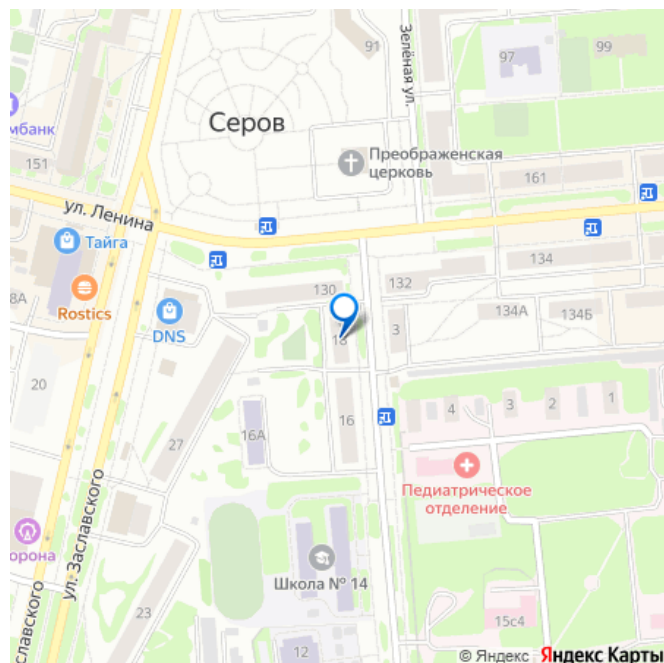 91
Зелёная ул.
97
99
мбанк
Серов
Преображенская
церковь
151
161
ул. Ленина
Тайга
134
132
130
8А
Rostics
DNS
134А
134Б
3
18
20
4
3
2
1
16
16А
27
Педиатрическое
отделение
орона
ул. Заславского
Школа № 14
23
15с4
12
славского
© Яндекс Яндекс Карты